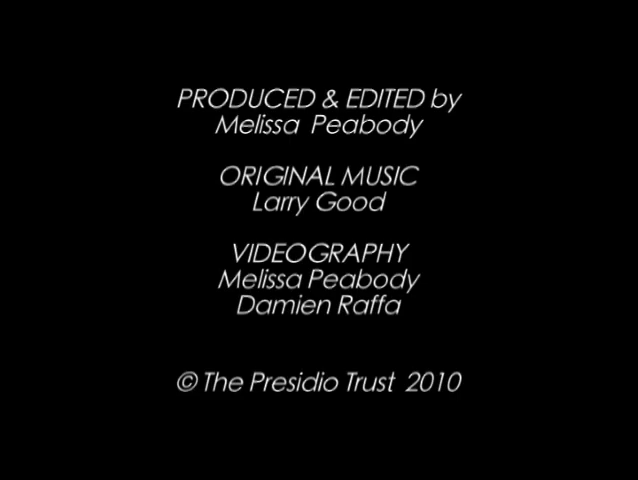 PRODUCED & EDITED by
Melissa Peabody
ORIGINAL MUSIC
Larry Good
VIDEOGRAPHY
Melissa Peabody
Damien Raffa
© The Presidio Trust 2010